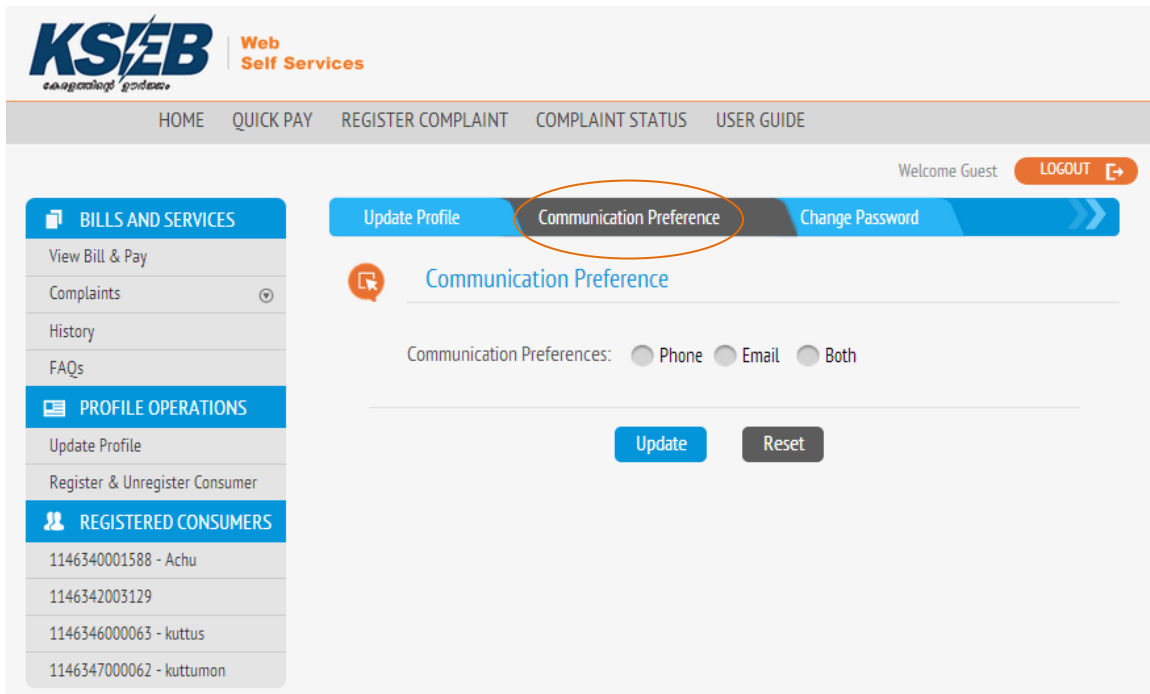 KSEB
കേരളത്തിന്റെ ഊർജ്ജം
Web
Self Services
HOME QUICK PAY REGISTER COMPLAINT COMPLAINT STATUS USER GUIDE
Welcome Guest LOGOUT
BILLS AND SERVICES
View Bill & Pay
Complaints
History
FAQs
PROFILE OPERATIONS
Update Profile
Register & Unregister Consumer
REGISTERED CONSUMERS
1146340001588 - Achu
1146342003129
1146346000063 - kuttus
1146347000062 - kuttumon
Update Profile Communication Preference Change Password
Communication Preference
Communication Preferences: Phone Email Both
Update Reset